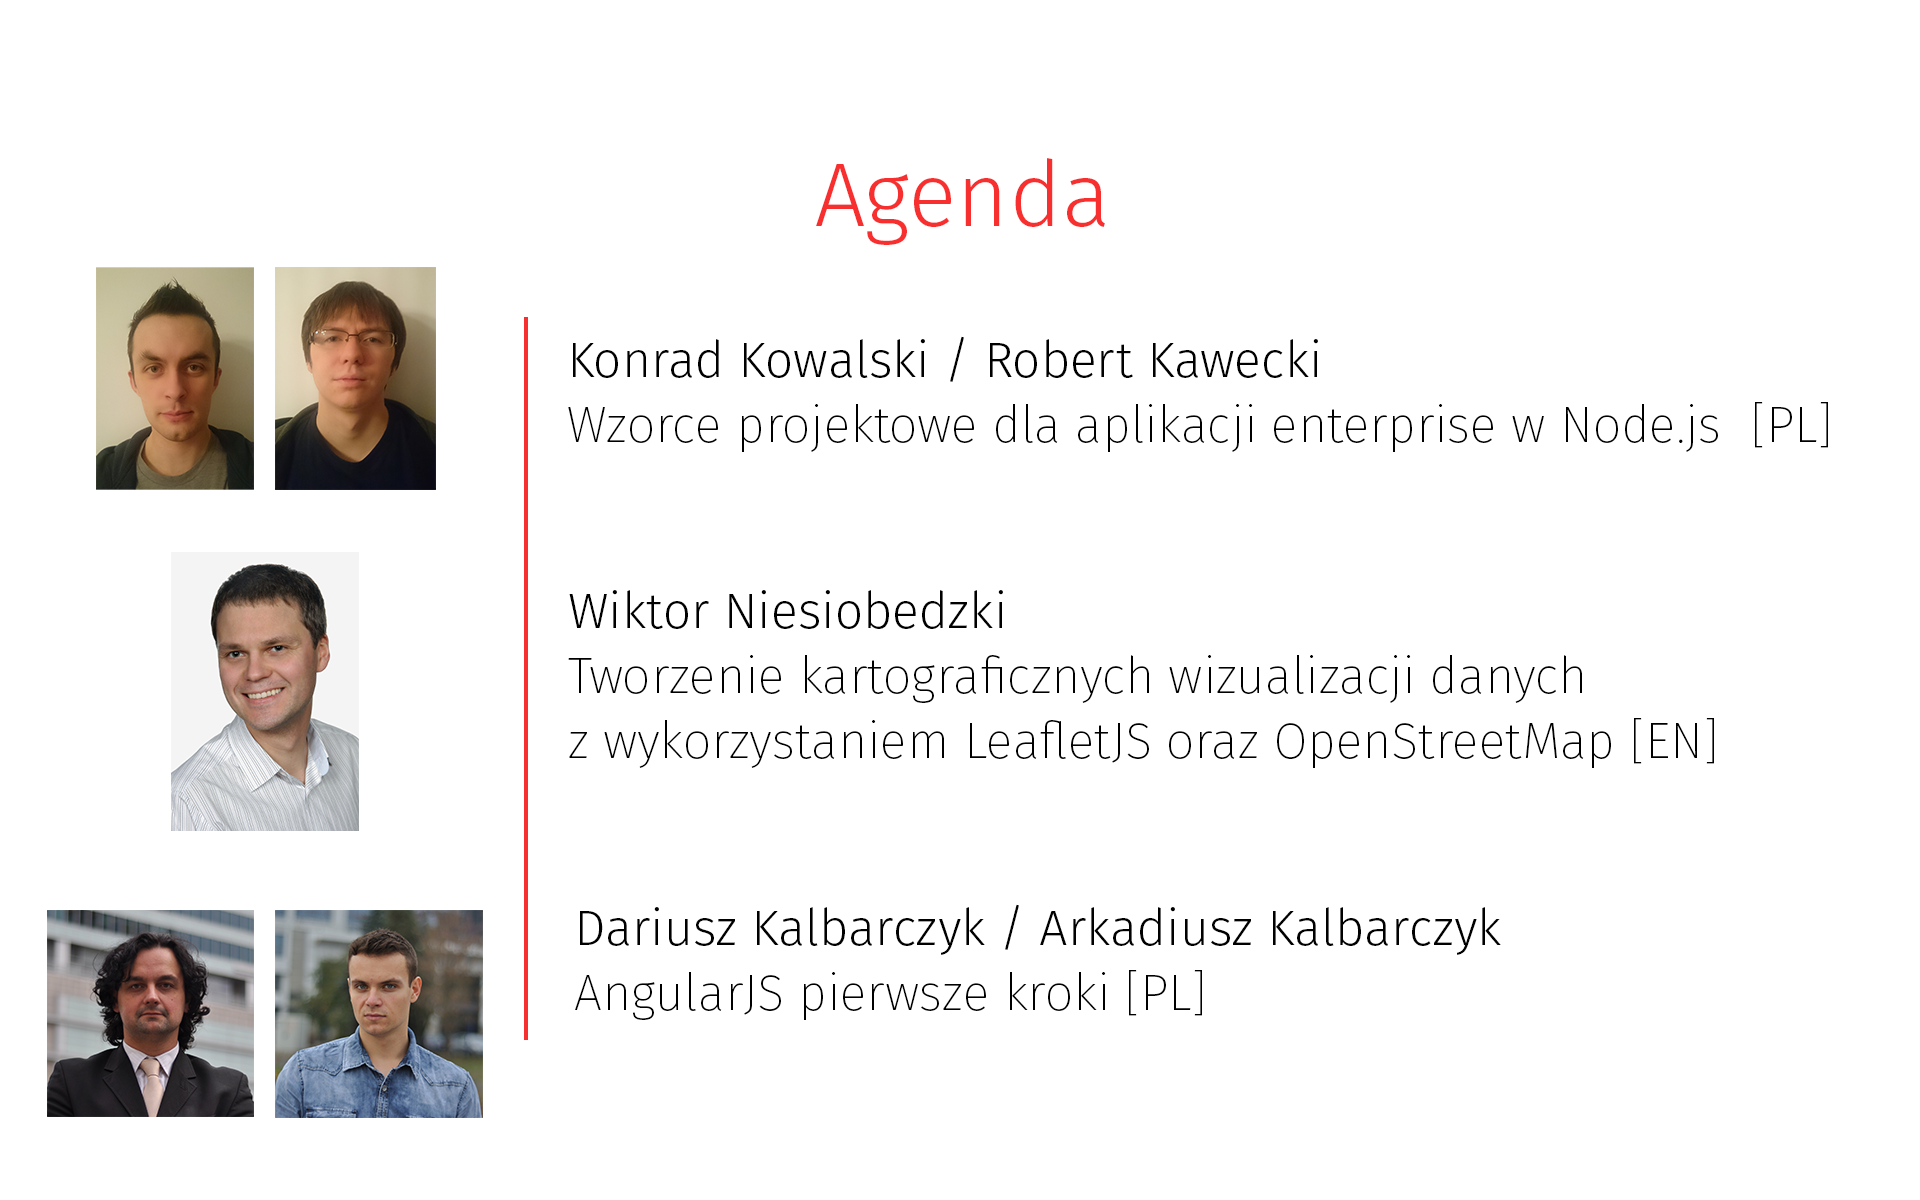 Agenda
Konrad Kowalski / Robert Kawecki
Wzorce projektowe dla aplikacji enterprise w Node.js [PL]
Wiktor Niesiobedzki
Tworzenie kartograficznych wizualizacji danych
z wykorzystaniem LeafletJS oraz OpenStreetMap [EN]
Dariusz Kalbarczyk / Arkadiusz Kalbarczyk
AngularJS pierwsze kroki [PL]